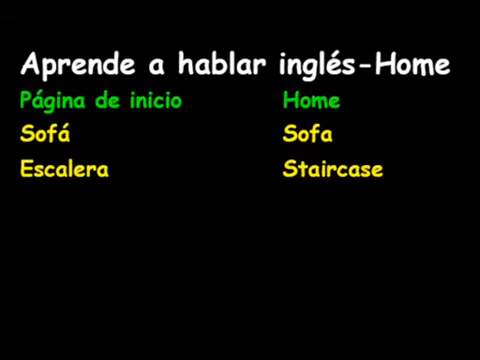 Aprende a hablar inglés-Home
Página de inicio Home
Sofá Sofa
Escalera Staircase